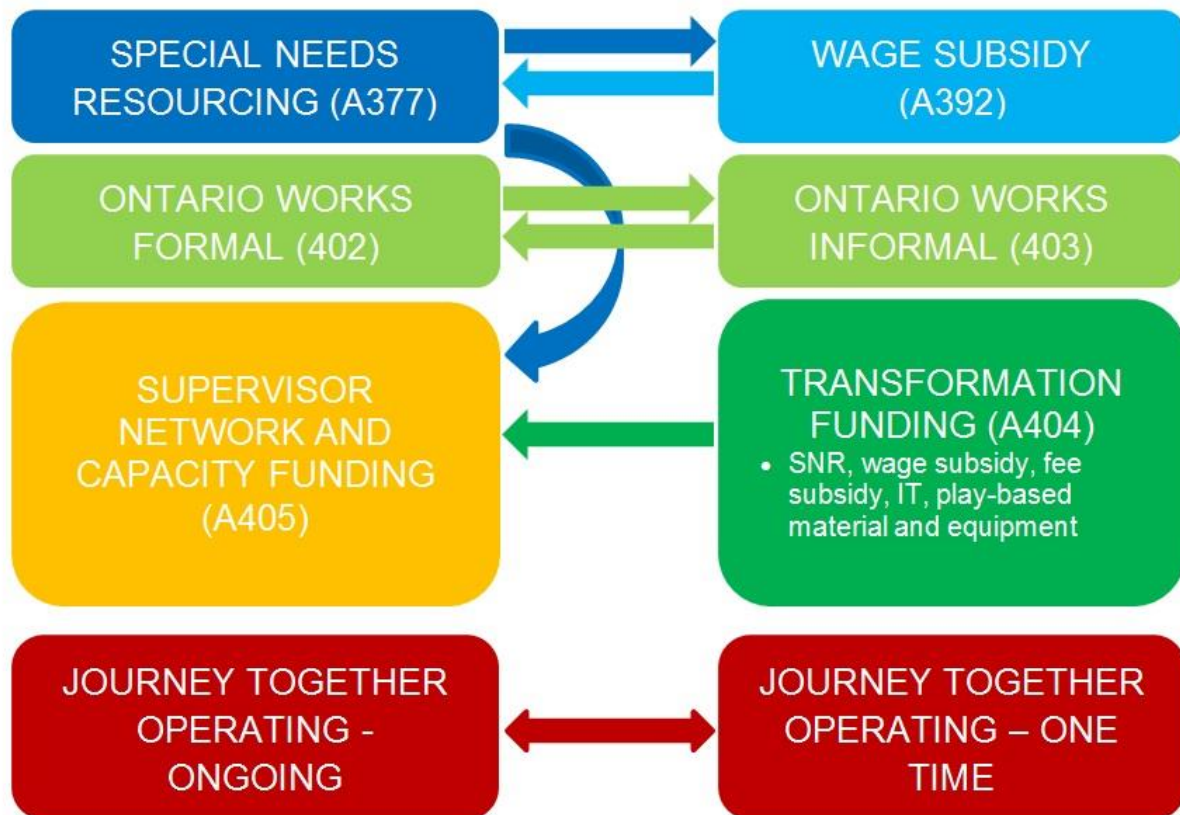 SPECIAL NEEDS
RESOURCING (A377)
WAGE SUBSIDY
(A392)
ONTARIO WORKS
FORMAL (402)
ONTARIO WORKS
INFORMAL (403)
SUPERVISOR
NETWORK AND
CAPACITY FUNDING
(A405)
TRANSFORMATION
FUNDING (A404)
• SNR, wage subsidy, fee
subsidy, IT, play-based
material and equipment
JOURNEY TOGETHER
OPERATING -
ONGOING
JOURNEY TOGETHER
OPERATING – ONE
TIME